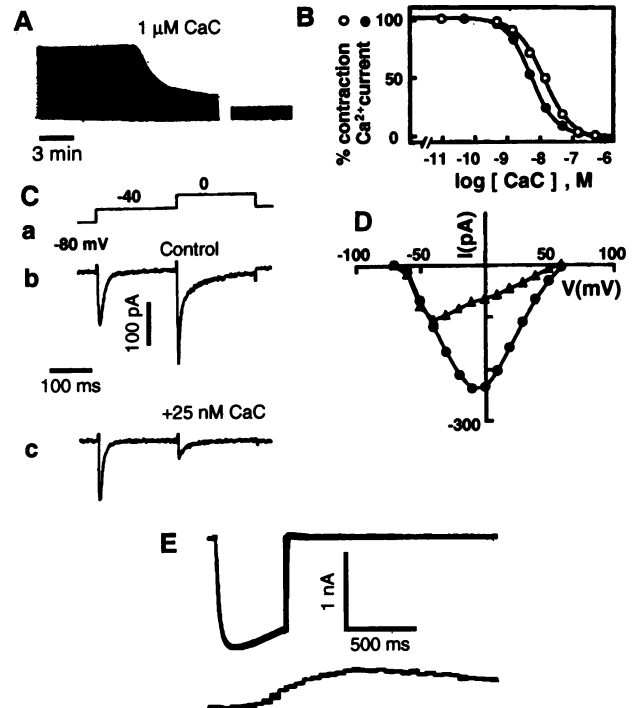 A
1 μM CaC
3 min
B
% contraction
Ca²⁺current
100
50
0
-11 -10 -9 -8 -7 -6
log [ CaC ] , M
C
0
-40
a
-80 mV
Control
b
100 pA
100 ms
+25 nM CaC
c
D
I(pA)
-100 -50 50 100
V(mV)
-300
E
1 nA
500 ms